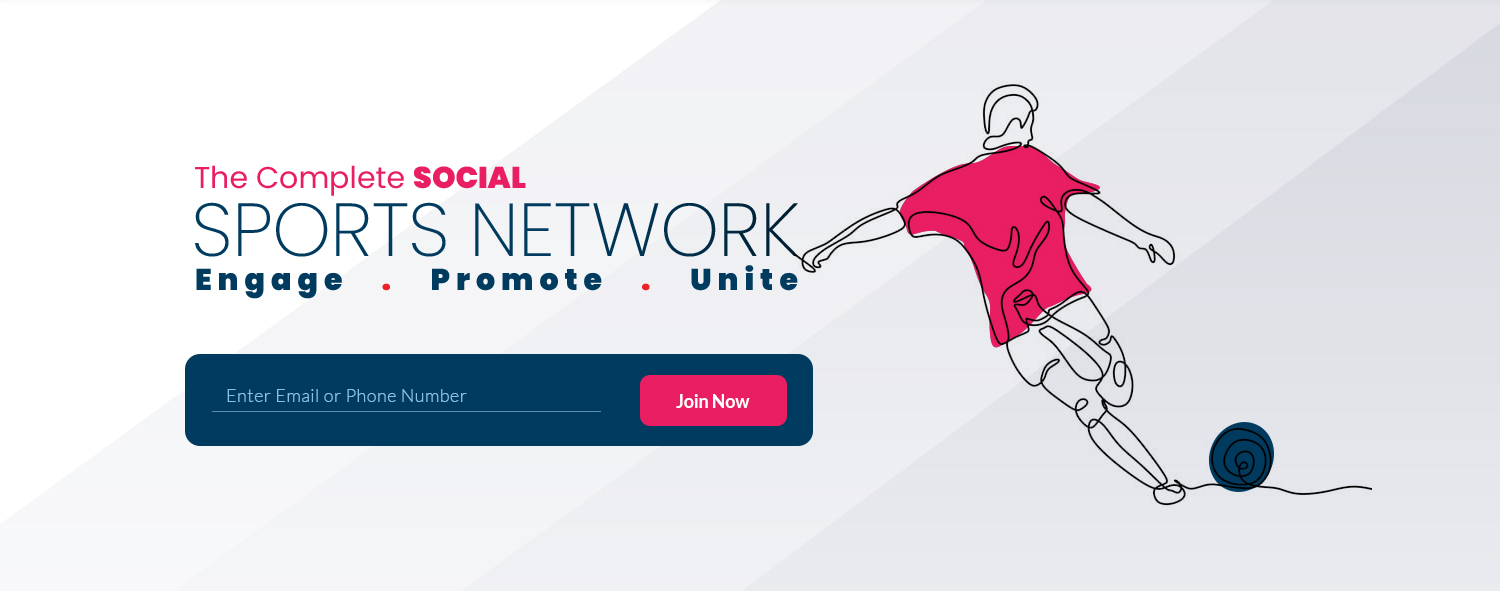 The Complete SOCIAL
SPORTS NETWORK
Engage . Promote . Unite
Enter Email or Phone Number
Join Now